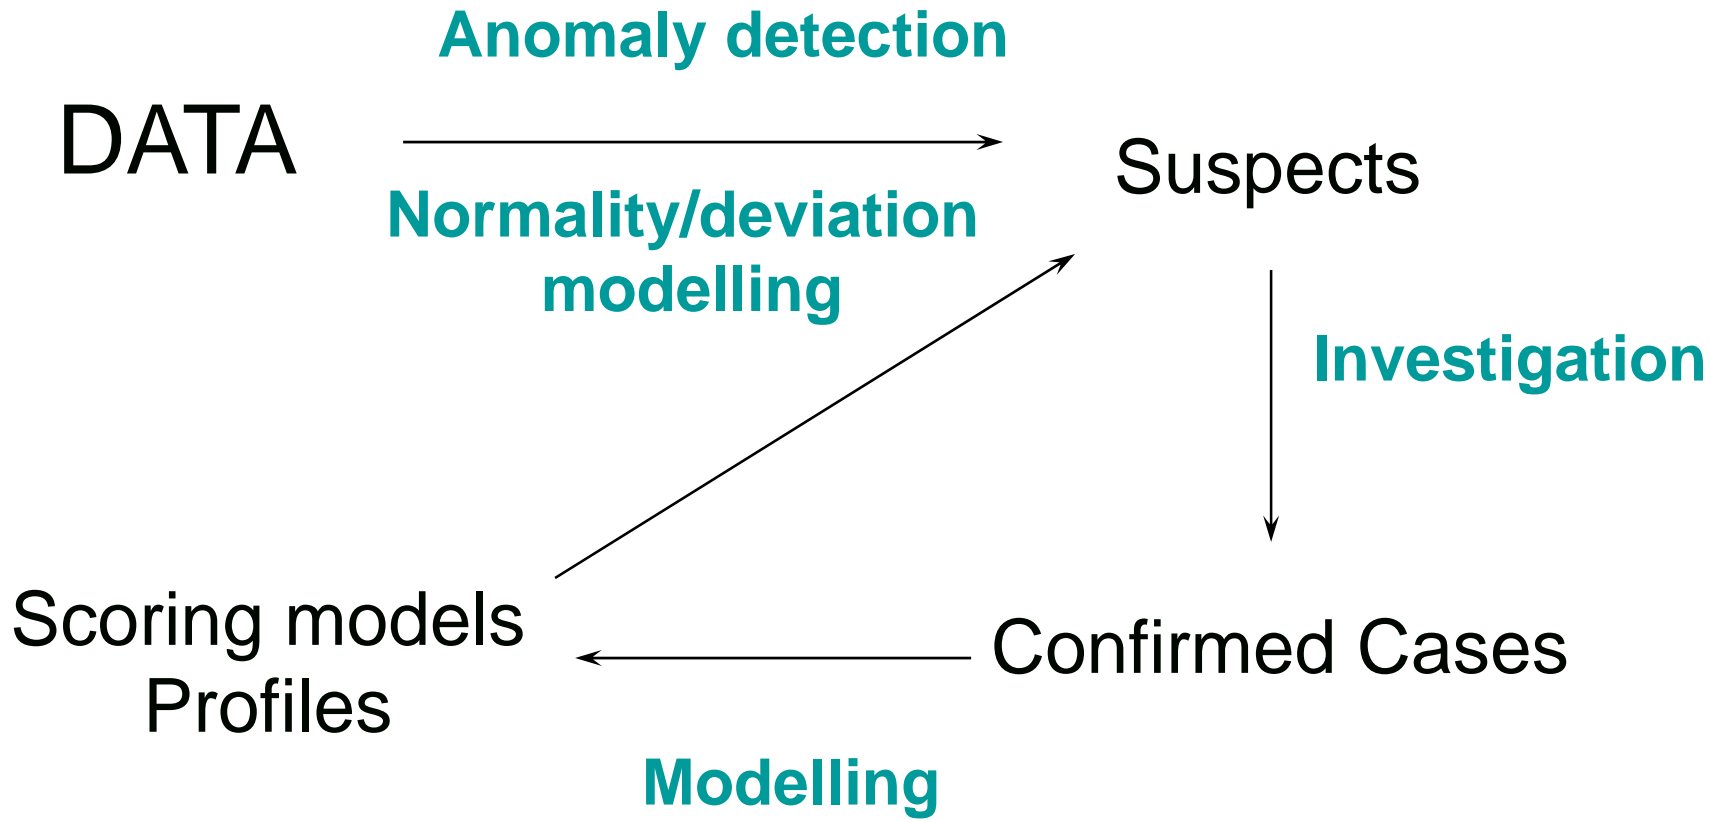 Anomaly detection
DATA
Suspects
Normality/deviation
modelling
Investigation
Scoring models
Profiles
Confirmed Cases
Modelling